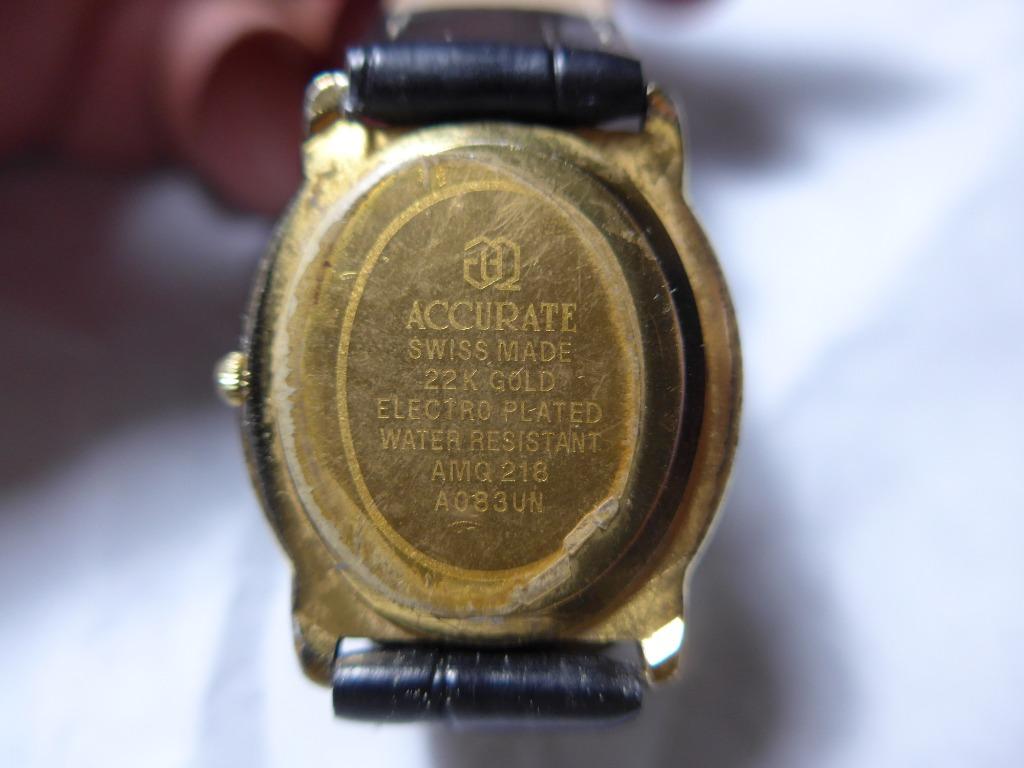 ACCURATE
SWISS MADE
22K GOLD
ELECTRO PLATED
WATER RESISTANT
AMQ 218
A083UN